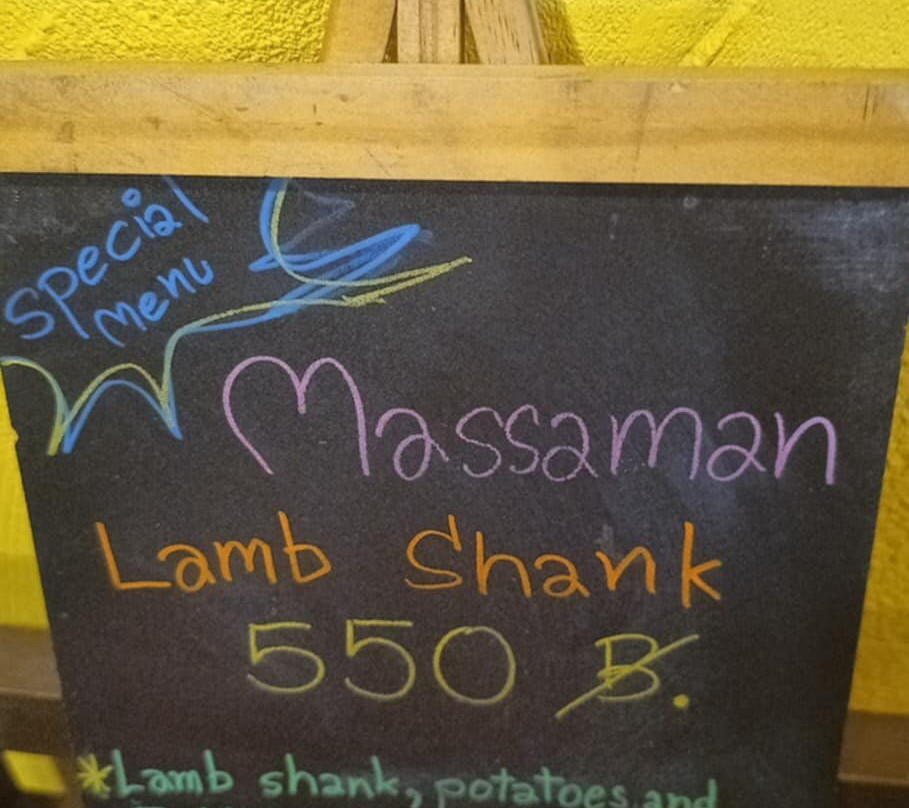 Special
Menu
Massaman
Lamb Shank
550 ฿.
*Lamb shank, potatoes and